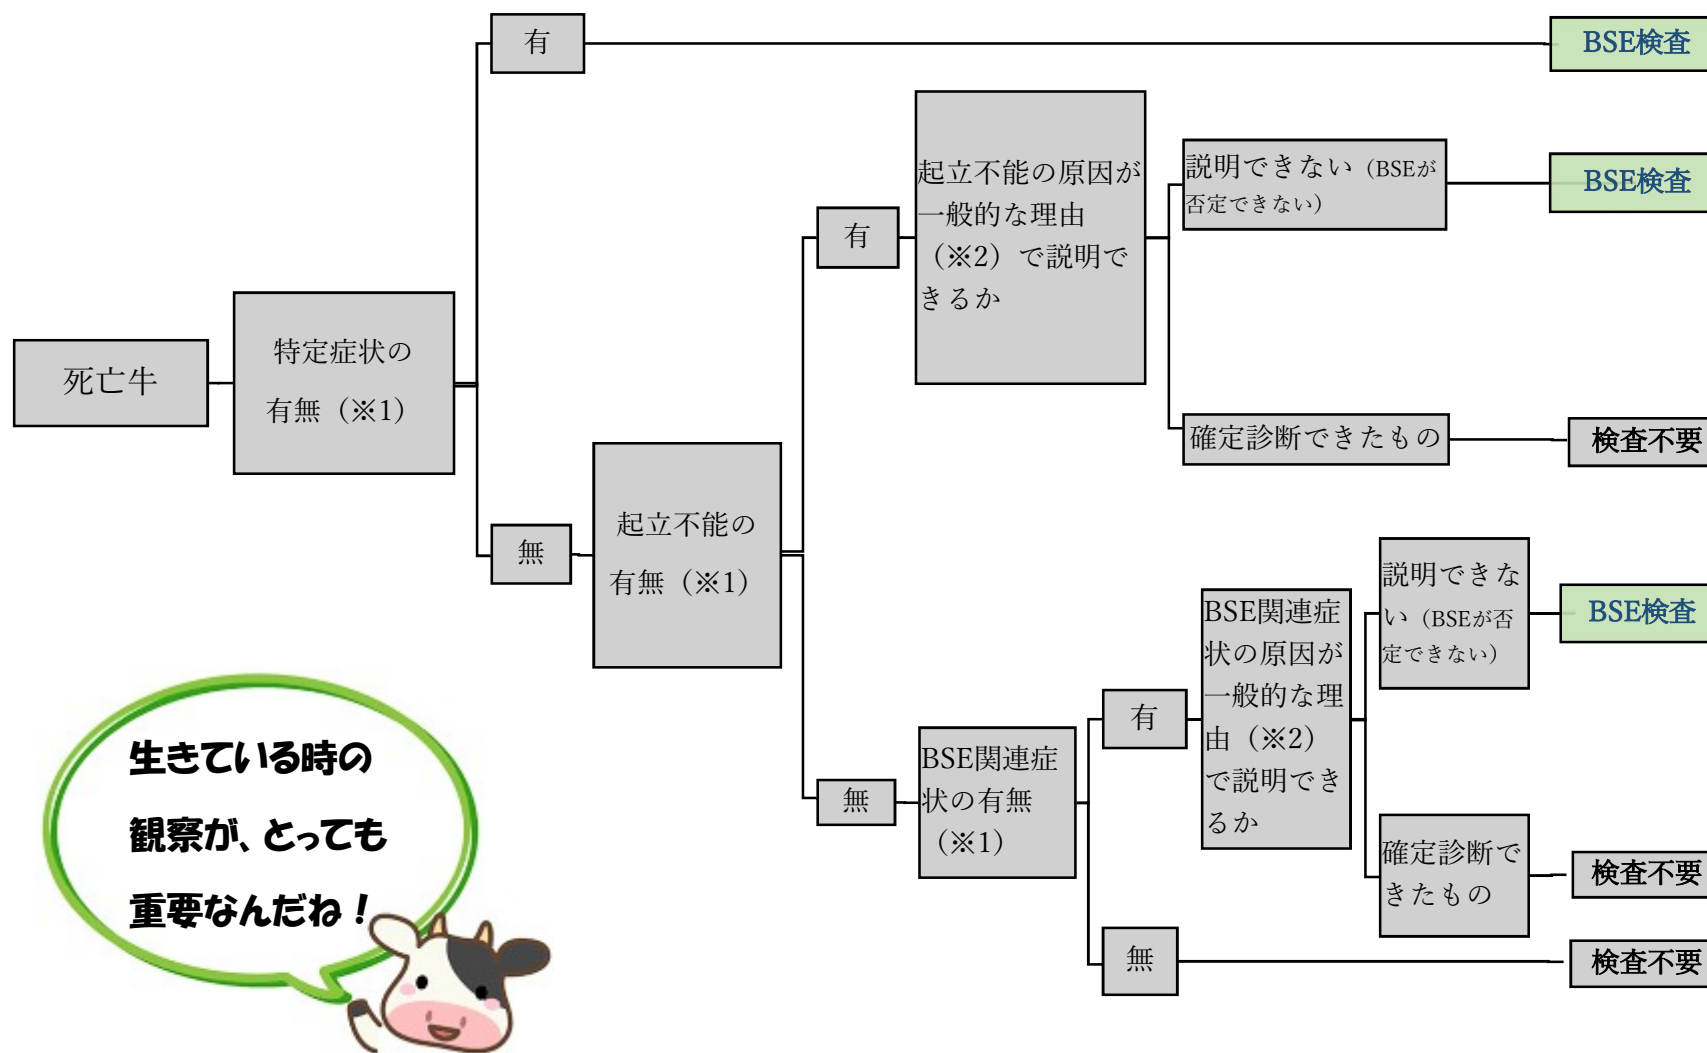 有
BSE検査
起立不能の原因が
一般的な理由
（※2）で説明で
きるか
説明できない（BSEが
否定できない）
BSE検査
有
死亡牛
特定症状の
有無（※1）
確定診断できたもの
検査不要
無
起立不能の
有無（※1）
説明できな
い（BSEが否
定できない）
BSE検査
BSE関連症
状の原因が
一般的な理
由（※2）
で説明でき
るか
有
BSE関連症
状の有無
（※1）
無
確定診断で
きたもの
検査不要
無
検査不要
生きている時の
観察が、とっても
重要なんだね！